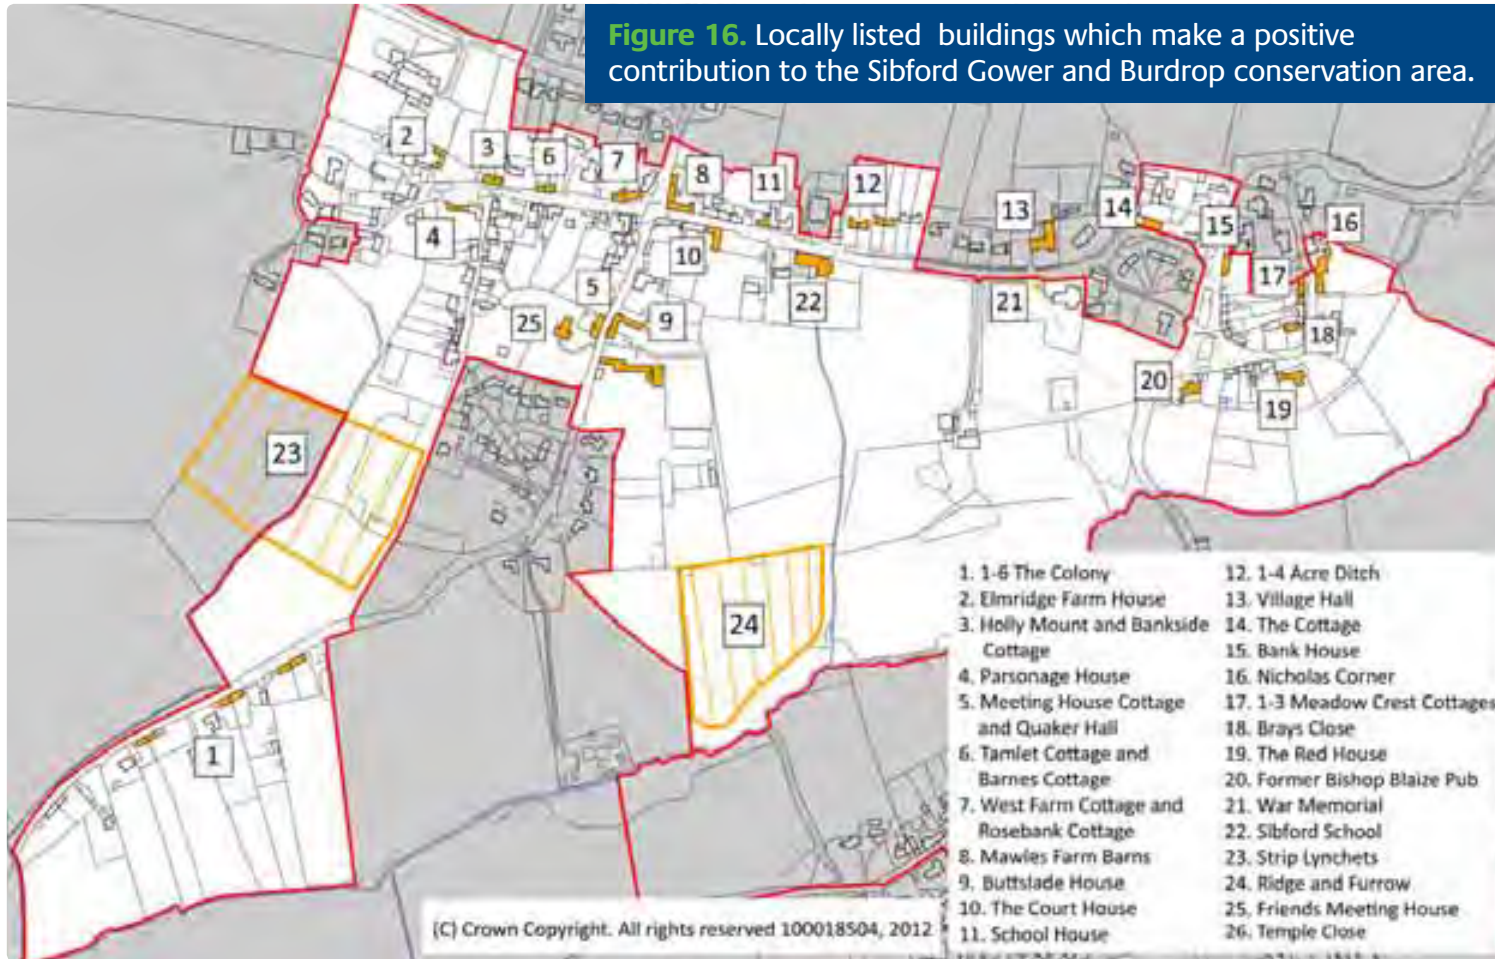 Figure 16. Locally listed buildings which make a positive
contribution to the Sibford Gower and Burdrop conservation area.
2
3
6
7
8
11
12
13
14
15
16
4
10
5
9
25
22
21
17
18
20
19
23
24
1
1. 1-6 The Colony
2. Elmridge Farm House
3. Holly Mount and Bankside
Cottage
4. Parsonage House
5. Meeting House Cottage
and Quaker Hall
6. Tamlet Cottage and
Barnes Cottage
7. West Farm Cottage and
Rosebank Cottage
8. Mawles Farm Barns
9. Buttslade House
10. The Court House
11. School House
12. 1-4 Acre Ditch
13. Village Hall
14. The Cottage
15. Bank House
16. Nicholas Corner
17. 1-3 Meadow Crest Cottages
18. Brays Close
19. The Red House
20. Former Bishop Blaize Pub
21. War Memorial
22. Sibford School
23. Strip Lynchets
24. Ridge and Furrow
25. Friends Meeting House
26. Temple Close
(C) Crown Copyright. All rights reserved 100018504, 2012